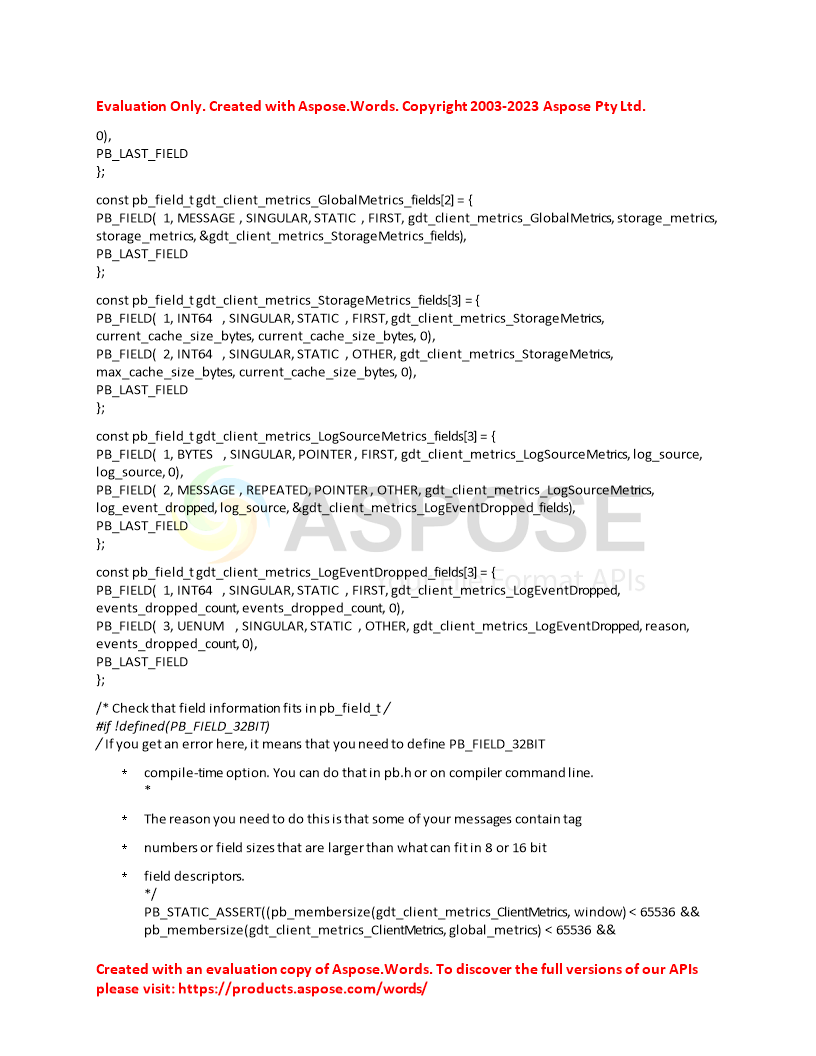 Evaluation Only. Created with Aspose.Words. Copyright 2003-2023 Aspose Pty Ltd.
0),
PB_LAST_FIELD
};
const pb_field_t gdt_client_metrics_GlobalMetrics_fields[2] = {
PB_FIELD( 1, MESSAGE , SINGULAR, STATIC , FIRST, gdt_client_metrics_GlobalMetrics, storage_metrics,
storage_metrics, &gdt_client_metrics_StorageMetrics_fields),
PB_LAST_FIELD
};
const pb_field_t gdt_client_metrics_StorageMetrics_fields[3] = {
PB_FIELD( 1, INT64 , SINGULAR, STATIC , FIRST, gdt_client_metrics_StorageMetrics,
current_cache_size_bytes, current_cache_size_bytes, 0),
PB_FIELD( 2, INT64 , SINGULAR, STATIC , OTHER, gdt_client_metrics_StorageMetrics,
max_cache_size_bytes, current_cache_size_bytes, 0),
PB_LAST_FIELD
};
const pb_field_t gdt_client_metrics_LogSourceMetrics_fields[3] = {
PB_FIELD( 1, BYTES , SINGULAR, POINTER , FIRST, gdt_client_metrics_LogSourceMetrics, log_source,
log_source, 0),
PB_FIELD( 2, MESSAGE , REPEATED, POINTER , OTHER, gdt_client_metrics_LogSourceMetrics,
log_event_dropped, log_source, &gdt_client_metrics_LogEventDropped_fields),
PB_LAST_FIELD
};
ASPOSE
Your File Format APIs
const pb_field_t gdt_client_metrics_LogEventDropped_fields[3] = {
PB_FIELD( 1, INT64 , SINGULAR, STATIC , FIRST, gdt_client_metrics_LogEventDropped,
events_dropped_count, events_dropped_count, 0),
PB_FIELD( 3, UENUM , SINGULAR, STATIC , OTHER, gdt_client_metrics_LogEventDropped, reason,
events_dropped_count, 0),
PB_LAST_FIELD
};
/* Check that field information fits in pb_field_t /
#if !defined(PB_FIELD_32BIT)
/ If you get an error here, it means that you need to define PB_FIELD_32BIT
* compile-time option. You can do that in pb.h or on compiler command line.
*
* The reason you need to do this is that some of your messages contain tag
* numbers or field sizes that are larger than what can fit in 8 or 16 bit
* field descriptors.
*/
PB_STATIC_ASSERT((pb_membersize(gdt_client_metrics_ClientMetrics, window) < 65536 &&
pb_membersize(gdt_client_metrics_ClientMetrics, global_metrics) < 65536 &&
Created with an evaluation copy of Aspose.Words. To discover the full versions of our APIs
please visit: https://products.aspose.com/words/